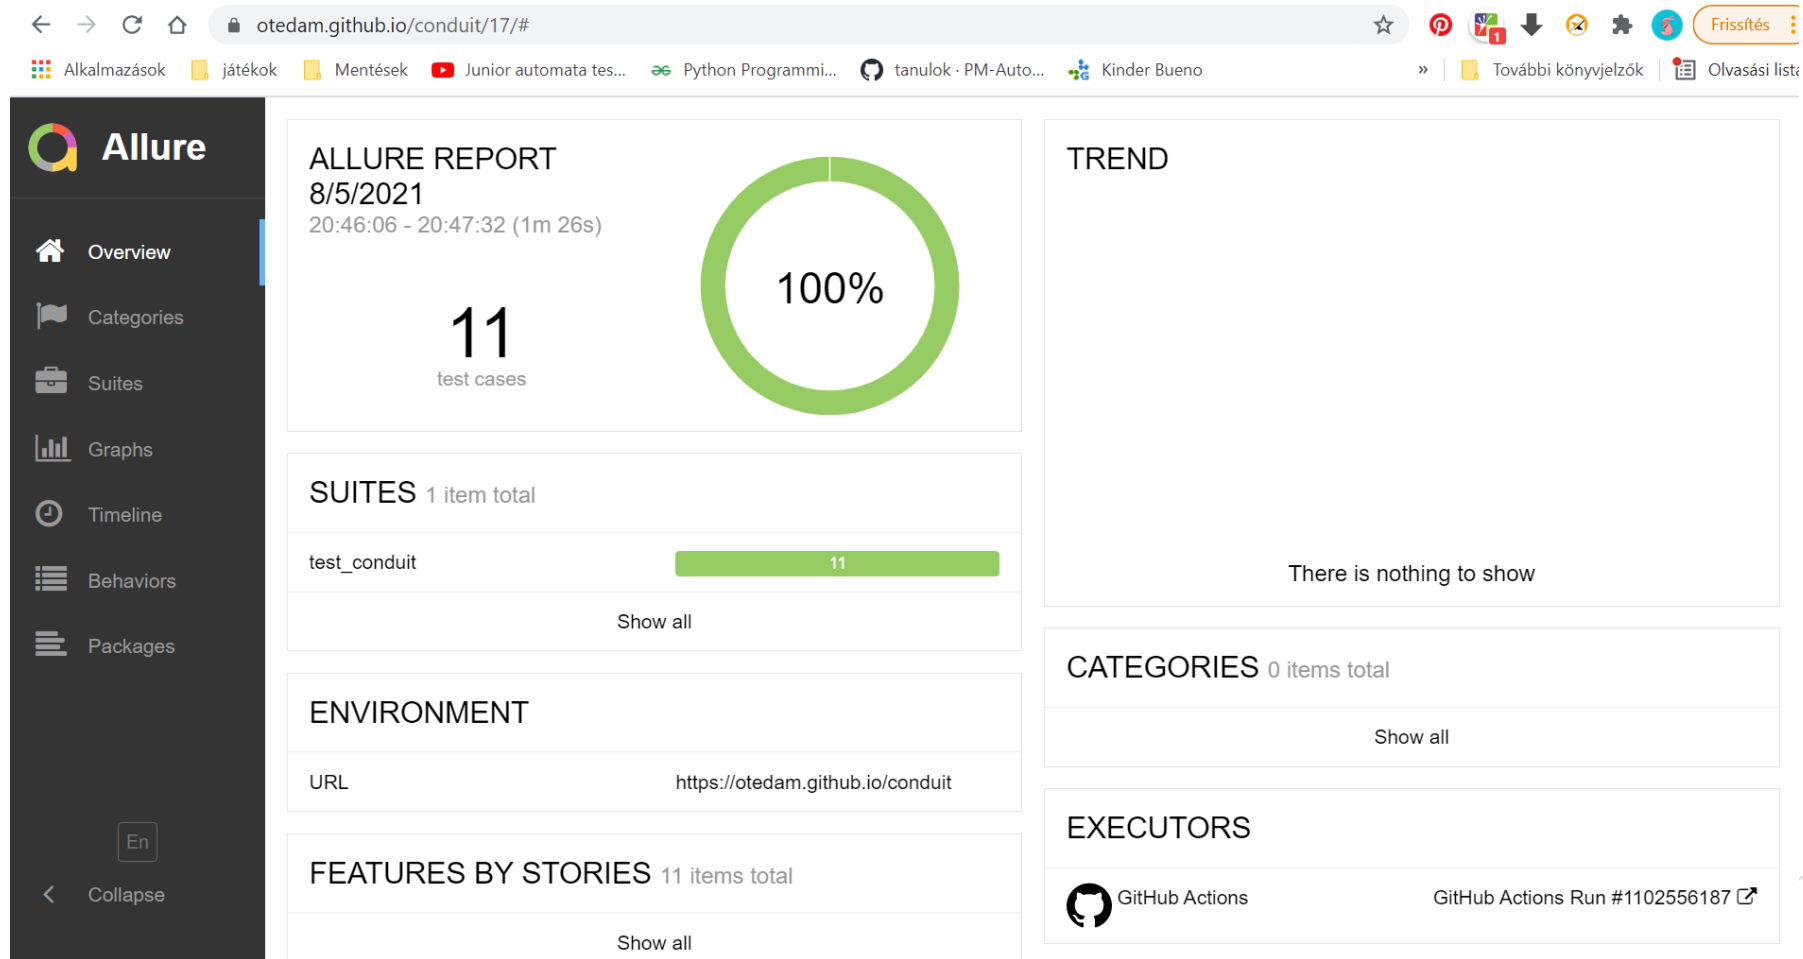 otedam.github.io/conduit/17/#
1
Frissítés
Alkalmazások
játékok
Mentések
Junior automata tes...
Python Programmi...
tanulok · PM-Auto...
Kinder Bueno
»
További könyvjelzők
Olvasási lista
Allure
Overview
Categories
Suites
Graphs
Timeline
Behaviors
Packages
En
Collapse
ALLURE REPORT
8/5/2021
20:46:06 - 20:47:32 (1m 26s)
11
test cases
100%
SUITES 1 item total
test_conduit
11
Show all
ENVIRONMENT
URL
https://otedam.github.io/conduit
FEATURES BY STORIES 11 items total
Show all
TREND
There is nothing to show
CATEGORIES 0 items total
Show all
EXECUTORS
GitHub Actions
GitHub Actions Run #1102556187